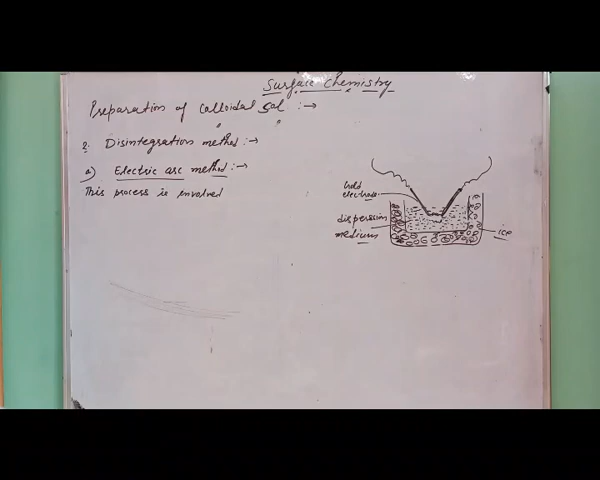 Surface Chemistry
Preparation of Colloidal Sol :→
2. Disintegration method :→
a) Electric arc method :→
This process is involved
Gold
electrode
dispersion
medium
ice